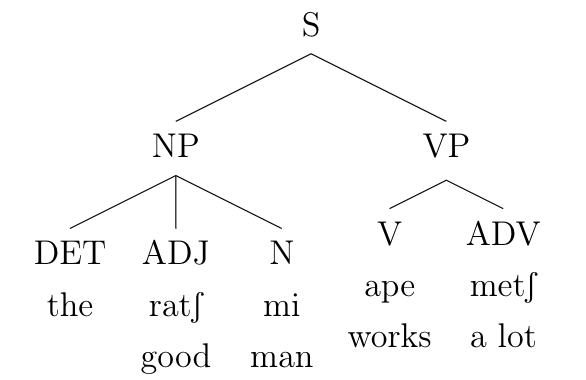 S
NP VP
DET ADJ N V ADV
the ratʃ mi ape metʃ
good man works a lot